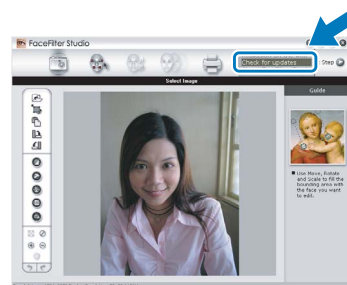 FaceFilter Studio
Check for updates
Step
Select Image
Guide
Use Move, Rotate
and Scale to fill the
bounding area with
the face you want
to edit.